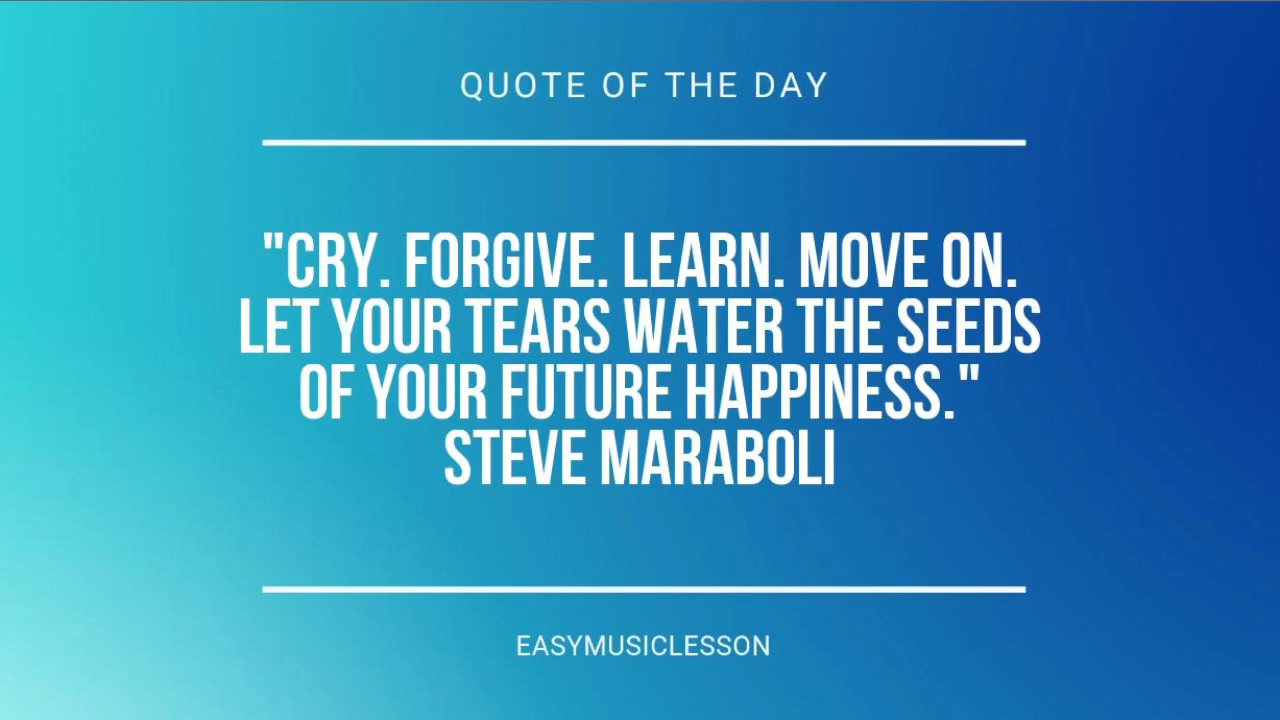 QUOTE OF THE DAY
"CRY. FORGIVE. LEARN. MOVE ON.
LET YOUR TEARS WATER THE SEEDS
OF YOUR FUTURE HAPPINESS."
STEVE MARABOLI
EASYMUSICLESSON